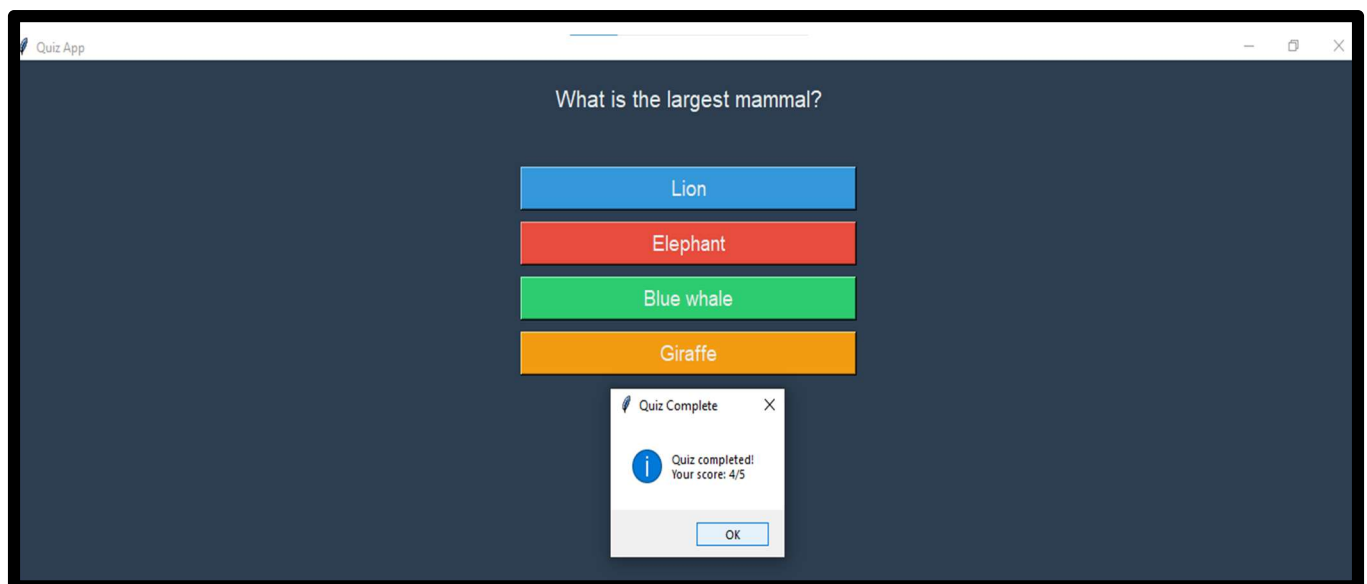 Quiz App
What is the largest mammal?
Lion
Elephant
Blue whale
Giraffe
Quiz Complete
Quiz completed!
Your score: 4/5
OK